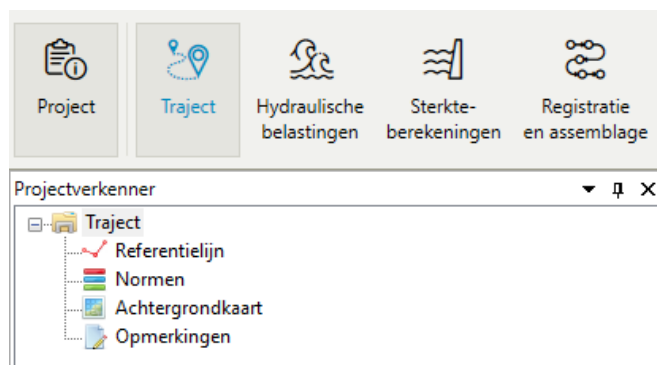 Project
Traject
Hydraulische
belastingen
Sterkte-
berekeningen
Registratie
en assemblage
Projectverkenner
Traject
Referentielijn
Normen
Achtergrondkaart
Opmerkingen